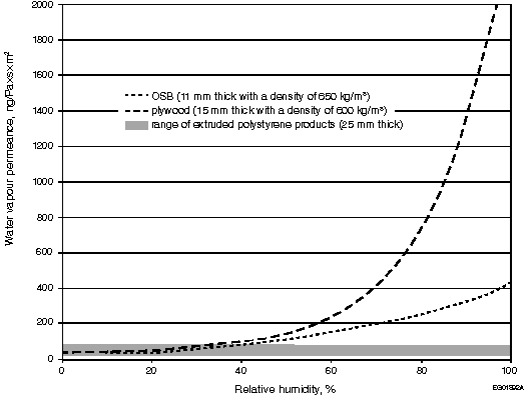 2000
1800
1600
1400
1200
1000
800
600
400
200
0
Water vapour permeance, ng/Pa×s×m²
OSB (11 mm thick with a density of 650 kg/m³)
plywood (15 mm thick with a density of 600 kg/m³)
range of extruded polystyrene products (25 mm thick)
0 20 40 60 80 100
Relative humidity, %
EG01392A